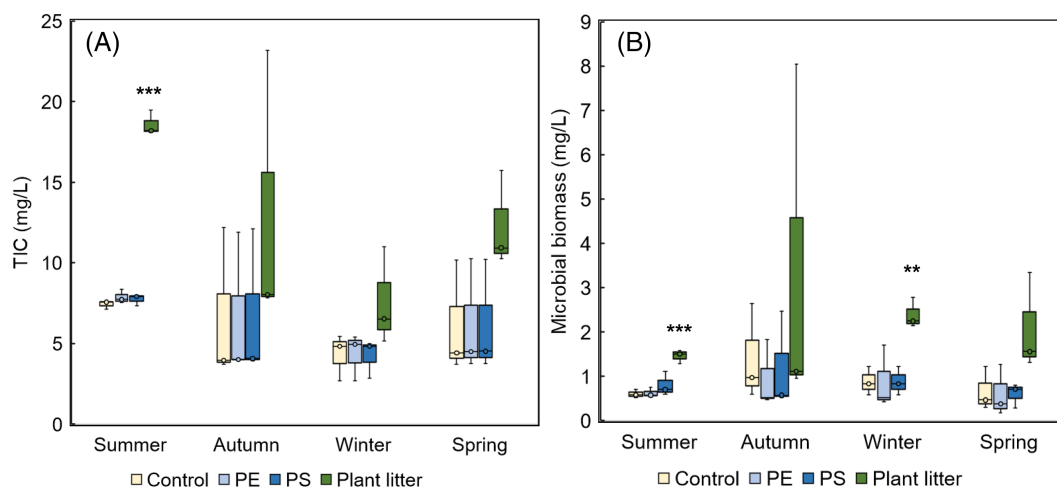 (A)
TIC (mg/L)
25
20
15
10
5
0
***
Summer Autumn Winter Spring
Control PE PS Plant litter
(B)
Microbial biomass (mg/L)
9
8
7
6
5
4
3
2
1
0
***
**
Summer Autumn Winter Spring
Control PE PS Plant litter